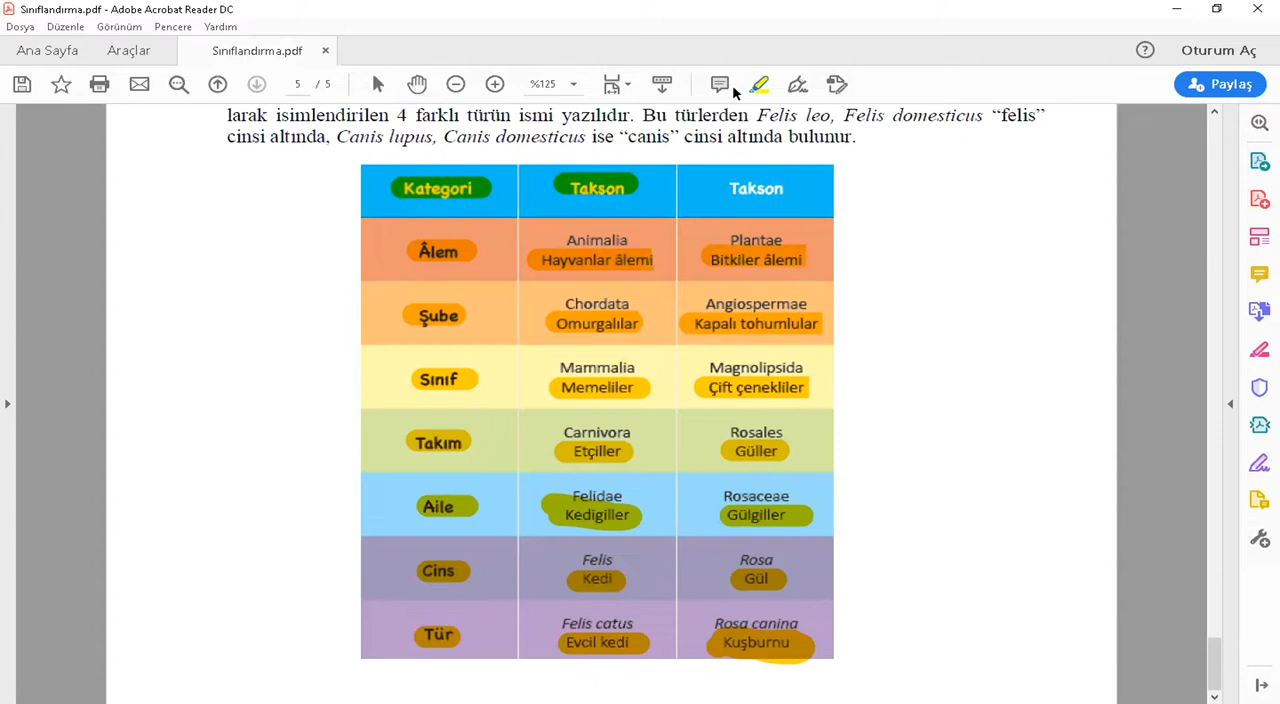 Sınıflandırma.pdf - Adobe Acrobat Reader DC
Dosya Düzenle Görünüm Pencere Yardım
Ana Sayfa Araçlar Sınıflandırma.pdf × ? Oturum Aç
5 / 5 %125 Paylaş
larak isimlendirilen 4 farklı türün ismi yazılıdır. Bu türlerden Felis leo, Felis domesticus “felis”
cinsi altında, Canis lupus, Canis domesticus ise “canis” cinsi altında bulunur.
Kategori Takson Takson
Âlem Animalia Plantae
Hayvanlar âlemi Bitkiler âlemi
Şube Chordata Angiospermae
Omurgalılar Kapalı tohumlular
Sınıf Mammalia Magnolipsida
Memeliler Çift çenekliler
Takım Carnivora Rosales
Etçiller Güller
Aile Felidae Rosaceae
Kedigiller Gülgiller
Cins Felis Rosa
Kedi Gül
Tür Felis catus Rosa canina
Evcil kedi Kuşburnu